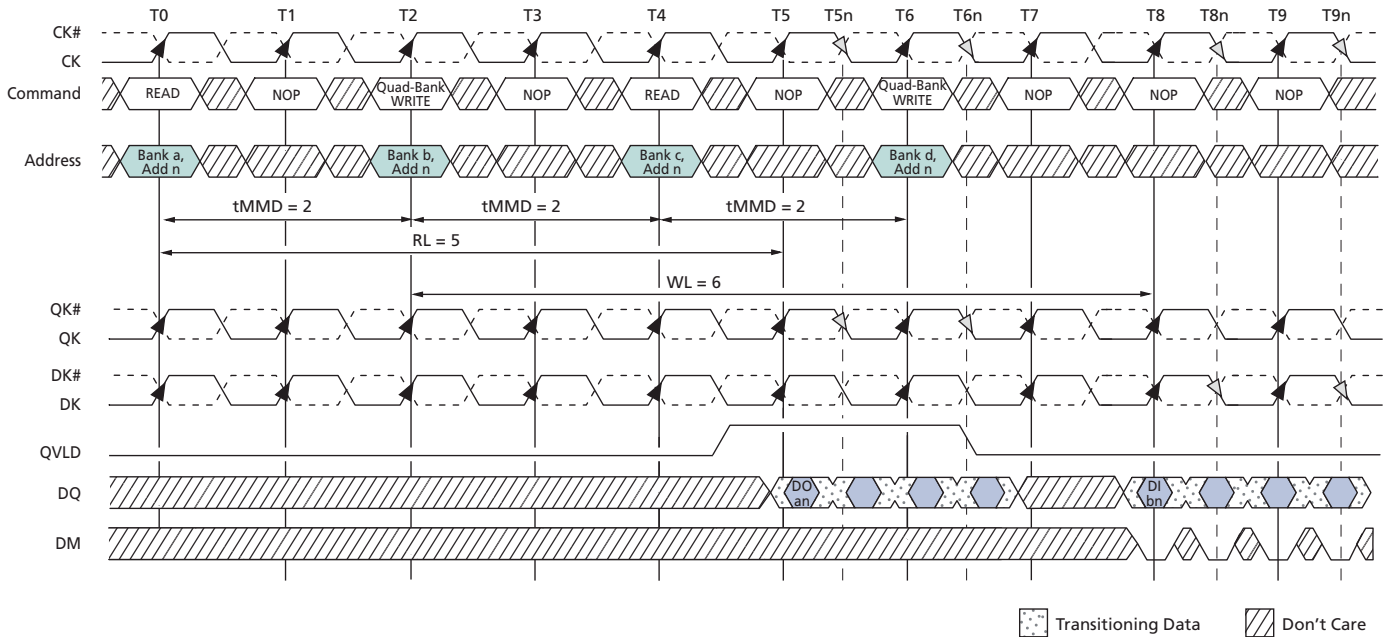 T0 T1 T2 T3 T4 T5 T5n T6 T6n T7 T8 T8n T9 T9n
CK#
CK
Command READ NOP Quad-Bank WRITE NOP READ NOP Quad-Bank WRITE NOP NOP NOP
Address Bank a, Add n Bank b, Add n Bank c, Add n Bank d, Add n
tMMD = 2 tMMD = 2 tMMD = 2
RL = 5
WL = 6
QK#
QK
DK#
DK
QVLD
DQ DO an DI bn
DM
Transitioning Data Don't Care